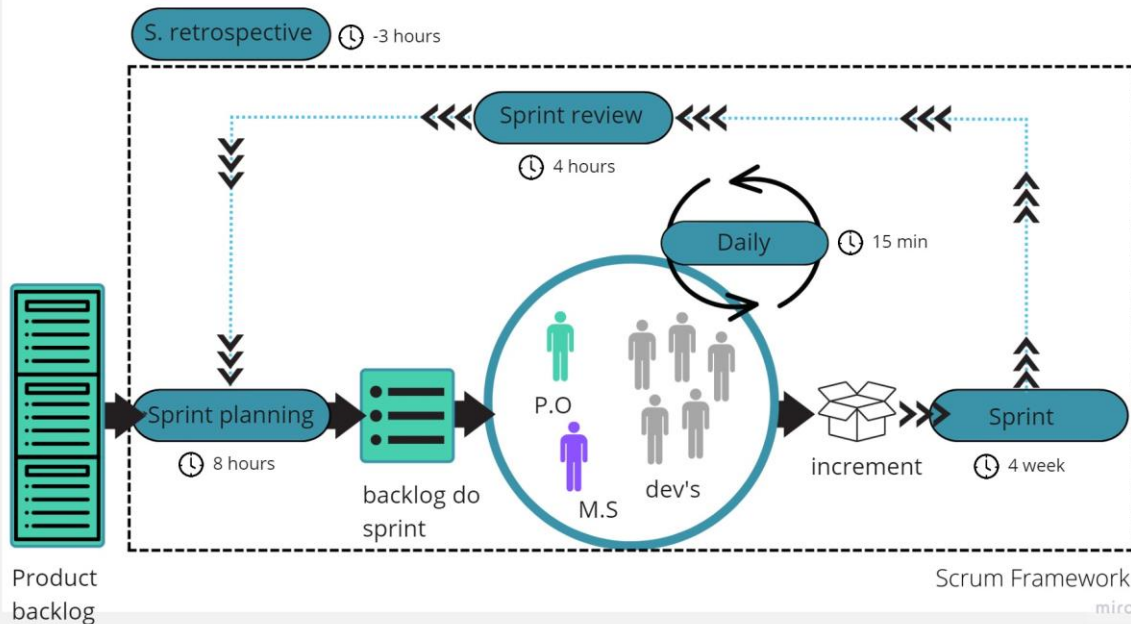 S. retrospective
-3 hours
Sprint review
4 hours
Daily
15 min
P.O
M.S
dev's
Sprint planning
8 hours
backlog do
sprint
increment
Sprint
4 week
Product
backlog
Scrum Framework
miro